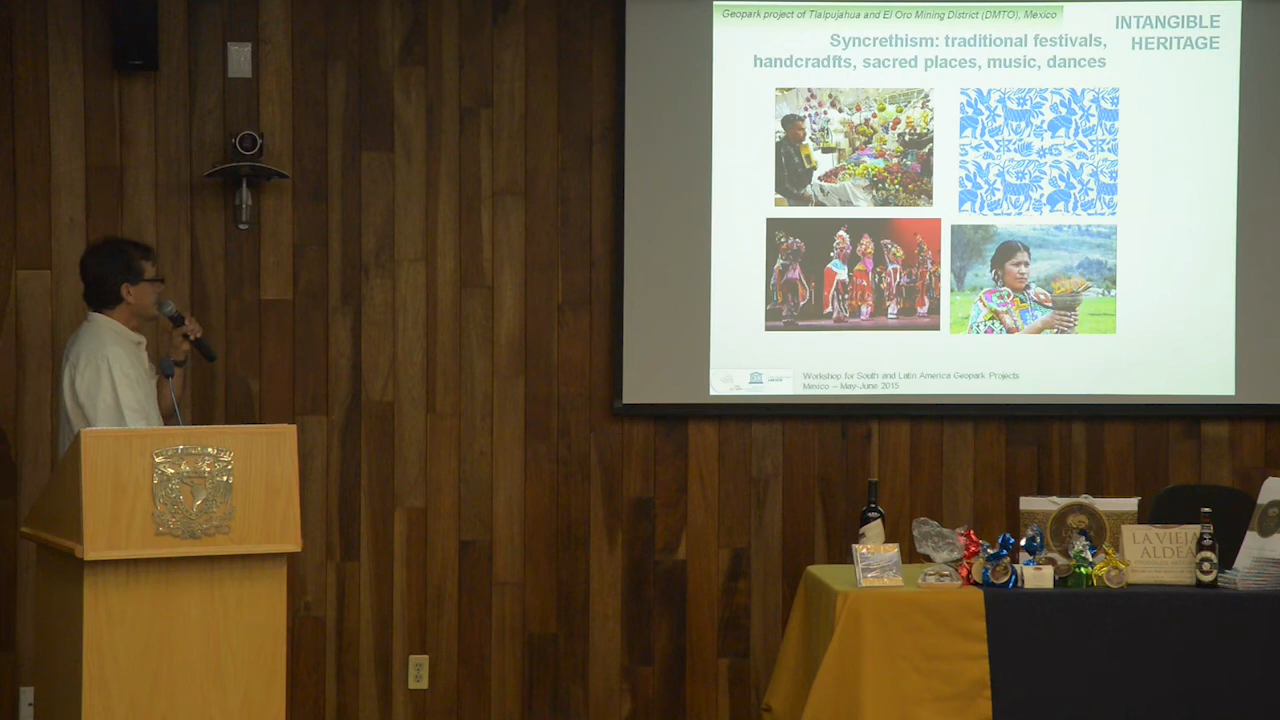 Geopark project of Tlalpujahua and El Oro Mining District (DMTO), Mexico
INTANGIBLE
HERITAGE
Syncrethism: traditional festivals,
handcradfts, sacred places, music, dances
Workshop for South and Latin America Geopark Projects
Mexico – May-June 2015
LA VIEJA
ALDEA